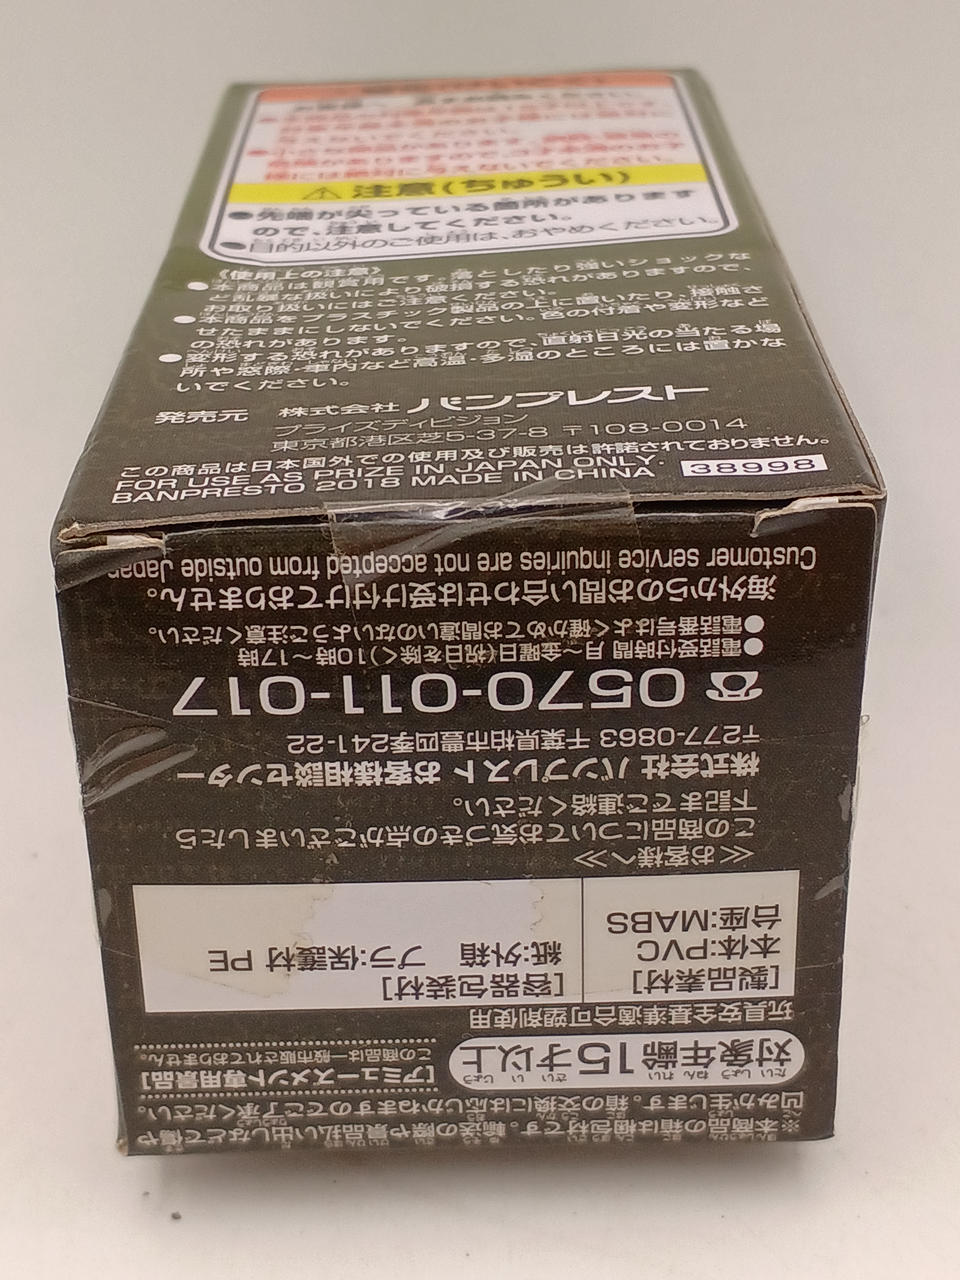 ⚠注意(ちゅうい)
●先端が尖っている箇所があります
ので、注意してください。
●目的以外のご使用は、おやめください。
《使用上の注意》
●本商品は観賞用です。落としたり強いショックな
ど乱暴な扱いにより破損する恐れがありますので、
お取り扱いにはご注意ください。
●本商品をプラスチック製品の上に置いたり、接触さ
せたままにしないでください。色の付着や変形など
の恐れがあります。
●変形する恐れがありますので、直射日光の当たる場
所や窓際・車内など高温・多湿のところには置かな
いでください。
発売元 株式会社 バンプレスト
プライズディビジョン
東京都港区芝5-37-8 〒108-0014
この商品は日本国外での使用及び販売は許諾されておりません。
FOR USE AS PRIZE IN JAPAN ONLY. 38998
BANPRESTO 2018 MADE IN CHINA
※本商品の箱は梱包材です。輸送の際や景品払い出しなどで傷や
凹みが生じます。箱の交換には応じかねますのでご了承ください。
対象年齢15才以上
[アミューズメント専用景品]
この商品は一般市販されておりません。
玩具安全基準適合可塑剤使用
[製品素材] [容器包装材]
本体:PVC 紙:外箱 プラ:保護材 PE
台座:MABS
≪お客様へ≫
この商品についてお気づきの点がございましたら
下記までご連絡ください。
株式会社 バンプレスト お客様相談センター
〒277-0863 千葉県柏市豊四季241-22
☎0570-011-017
●電話受付時間 月〜金曜日(祝日を除く)10時〜17時
●電話番号はよく確かめてお間違いのないようご注意ください。
海外からのお問い合わせは受け付けておりません。
Customer service inquiries are not accepted from outside Japan